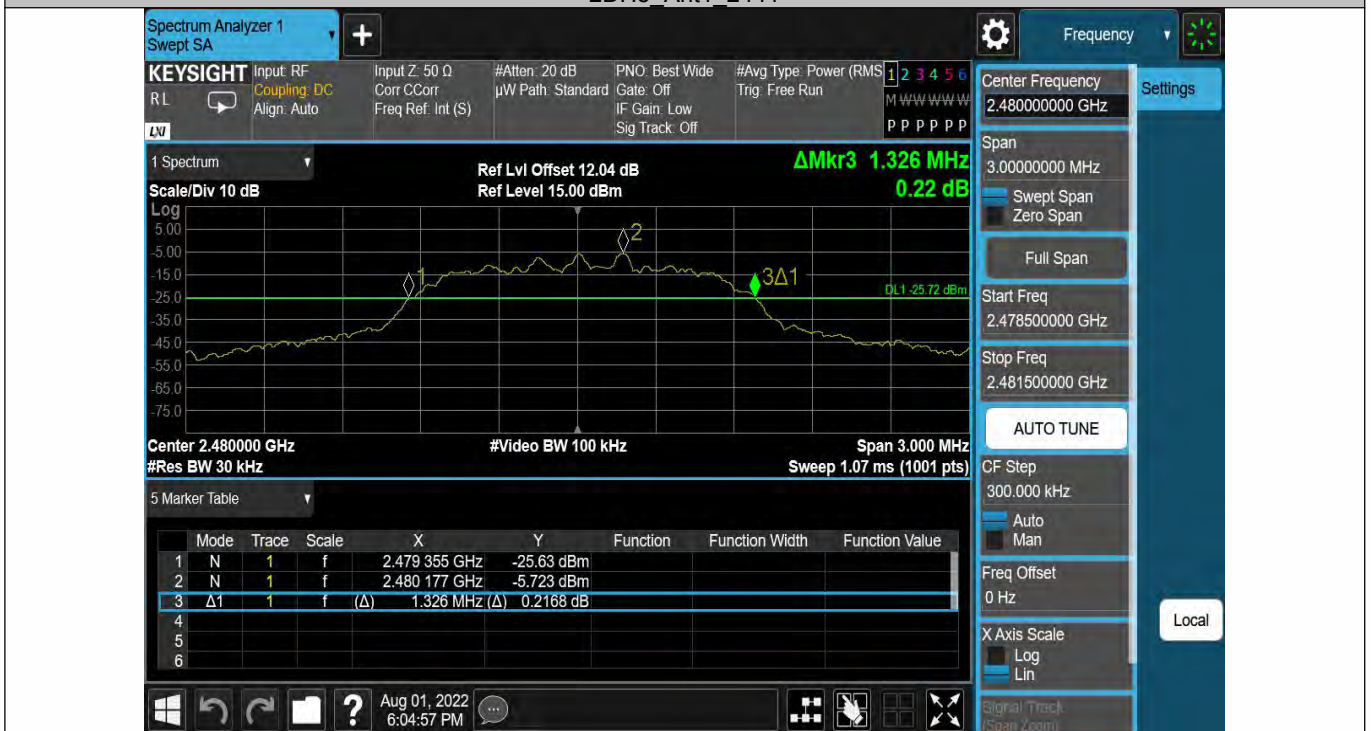 Spectrum Analyzer 1
Swept SA
Frequency
KEYSIGHT
RL
LXI
Input: RF
Coupling: DC
Align: Auto
Input Z: 50 Ω
Corr CCorr
Freq Ref: Int (S)
#Atten: 20 dB
µW Path: Standard
PNO: Best Wide
Gate: Off
IF Gain: Low
Sig Track: Off
#Avg Type: Power (RMS
Trig: Free Run
1 2 3 4 5 6
M W W W W W
P P P P P P
Center Frequency
2.480000000 GHz
Settings
1 Spectrum
Scale/Div 10 dB
Ref Lvl Offset 12.04 dB
Ref Level 15.00 dBm
ΔMkr3 1.326 MHz
0.22 dB
Span
3.00000000 MHz
Swept Span
Zero Span
Full Span
Log
5.00
-5.00
-15.0
-25.0
-35.0
-45.0
-55.0
-65.0
-75.0
1
2
3Δ1
DL1 -25.72 dBm
Start Freq
2.478500000 GHz
Stop Freq
2.481500000 GHz
AUTO TUNE
Center 2.480000 GHz
#Video BW 100 kHz
Span 3.000 MHz
#Res BW 30 kHz
Sweep 1.07 ms (1001 pts)
CF Step
300.000 kHz
Auto
Man
5 Marker Table
Mode Trace Scale X Y Function Function Width Function Value
1 N 1 f 2.479 355 GHz -25.63 dBm
2 N 1 f 2.480 177 GHz -5.723 dBm
3 Δ1 1 f (Δ) 1.326 MHz (Δ) 0.2168 dB
4
5
6
Freq Offset
0 Hz
Local
X Axis Scale
Log
Lin
Signal Track
(Span Zoom)
?
Aug 01, 2022
6:04:57 PM